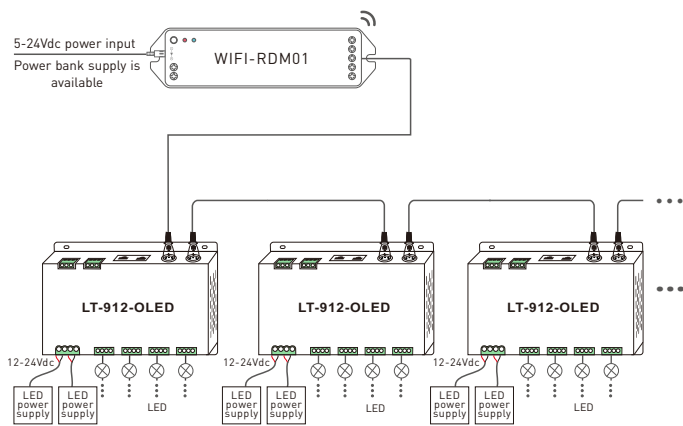 5-24Vdc power input
Power bank supply is
available
WIFI-RDM01
LT-912-OLED
LT-912-OLED
LT-912-OLED
12-24Vdc
12-24Vdc
12-24Vdc
LED
power
supply
LED
power
supply
LED
LED
power
supply
LED
power
supply
LED
LED
power
supply
LED
power
supply
LED